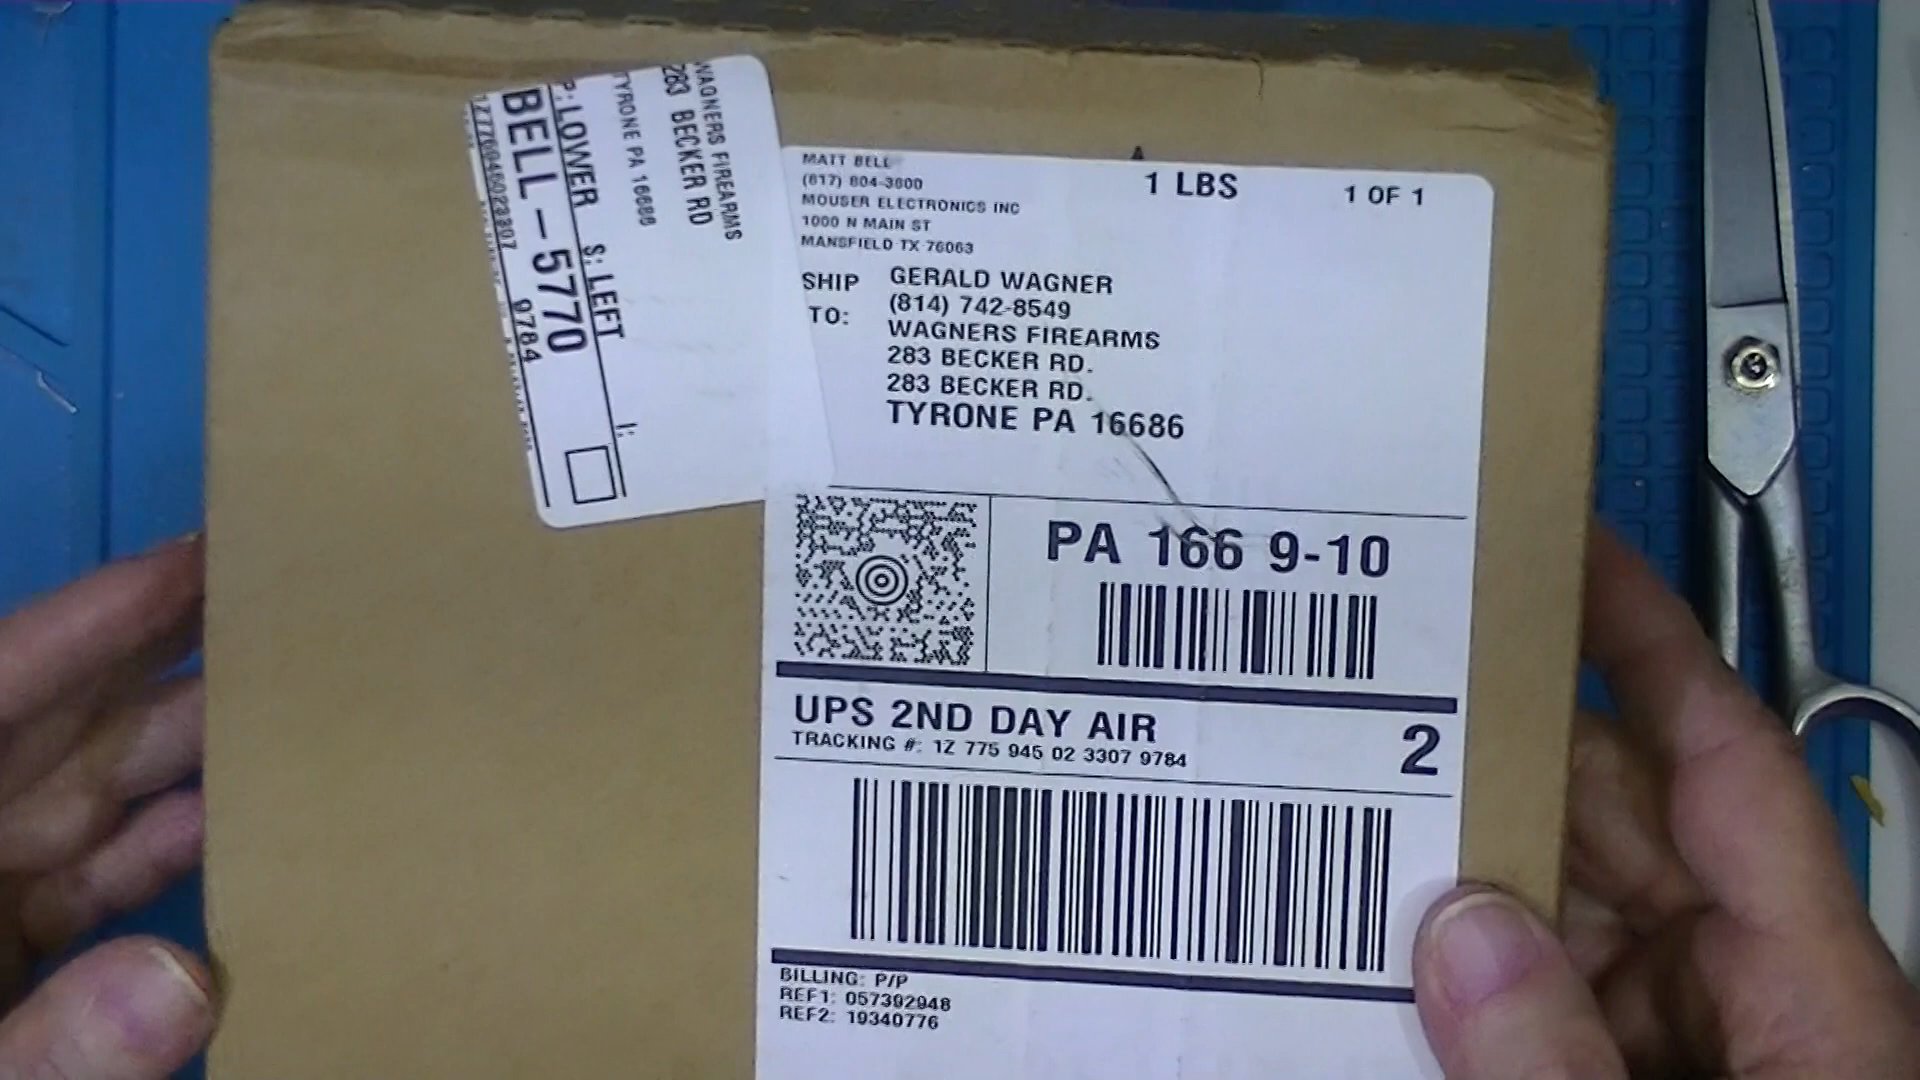 WAGNERS FIREARMS
283 BECKER RD
TYRONE PA 16686
P: LOWER S: LEFT I:
BELL-5770
9784
MATT BELL
(817) 804-3800
MOUSER ELECTRONICS INC
1000 N MAIN ST
MANSFIELD TX 76063
1 LBS
1 OF 1
SHIP TO:
GERALD WAGNER
(814) 742-8549
WAGNERS FIREARMS
283 BECKER RD.
283 BECKER RD.
TYRONE PA 16686
PA 166 9-10
UPS 2ND DAY AIR
2
TRACKING #: 1Z 775 945 02 3307 9784
BILLING: P/P
REF1: 057392948
REF2: 19340776